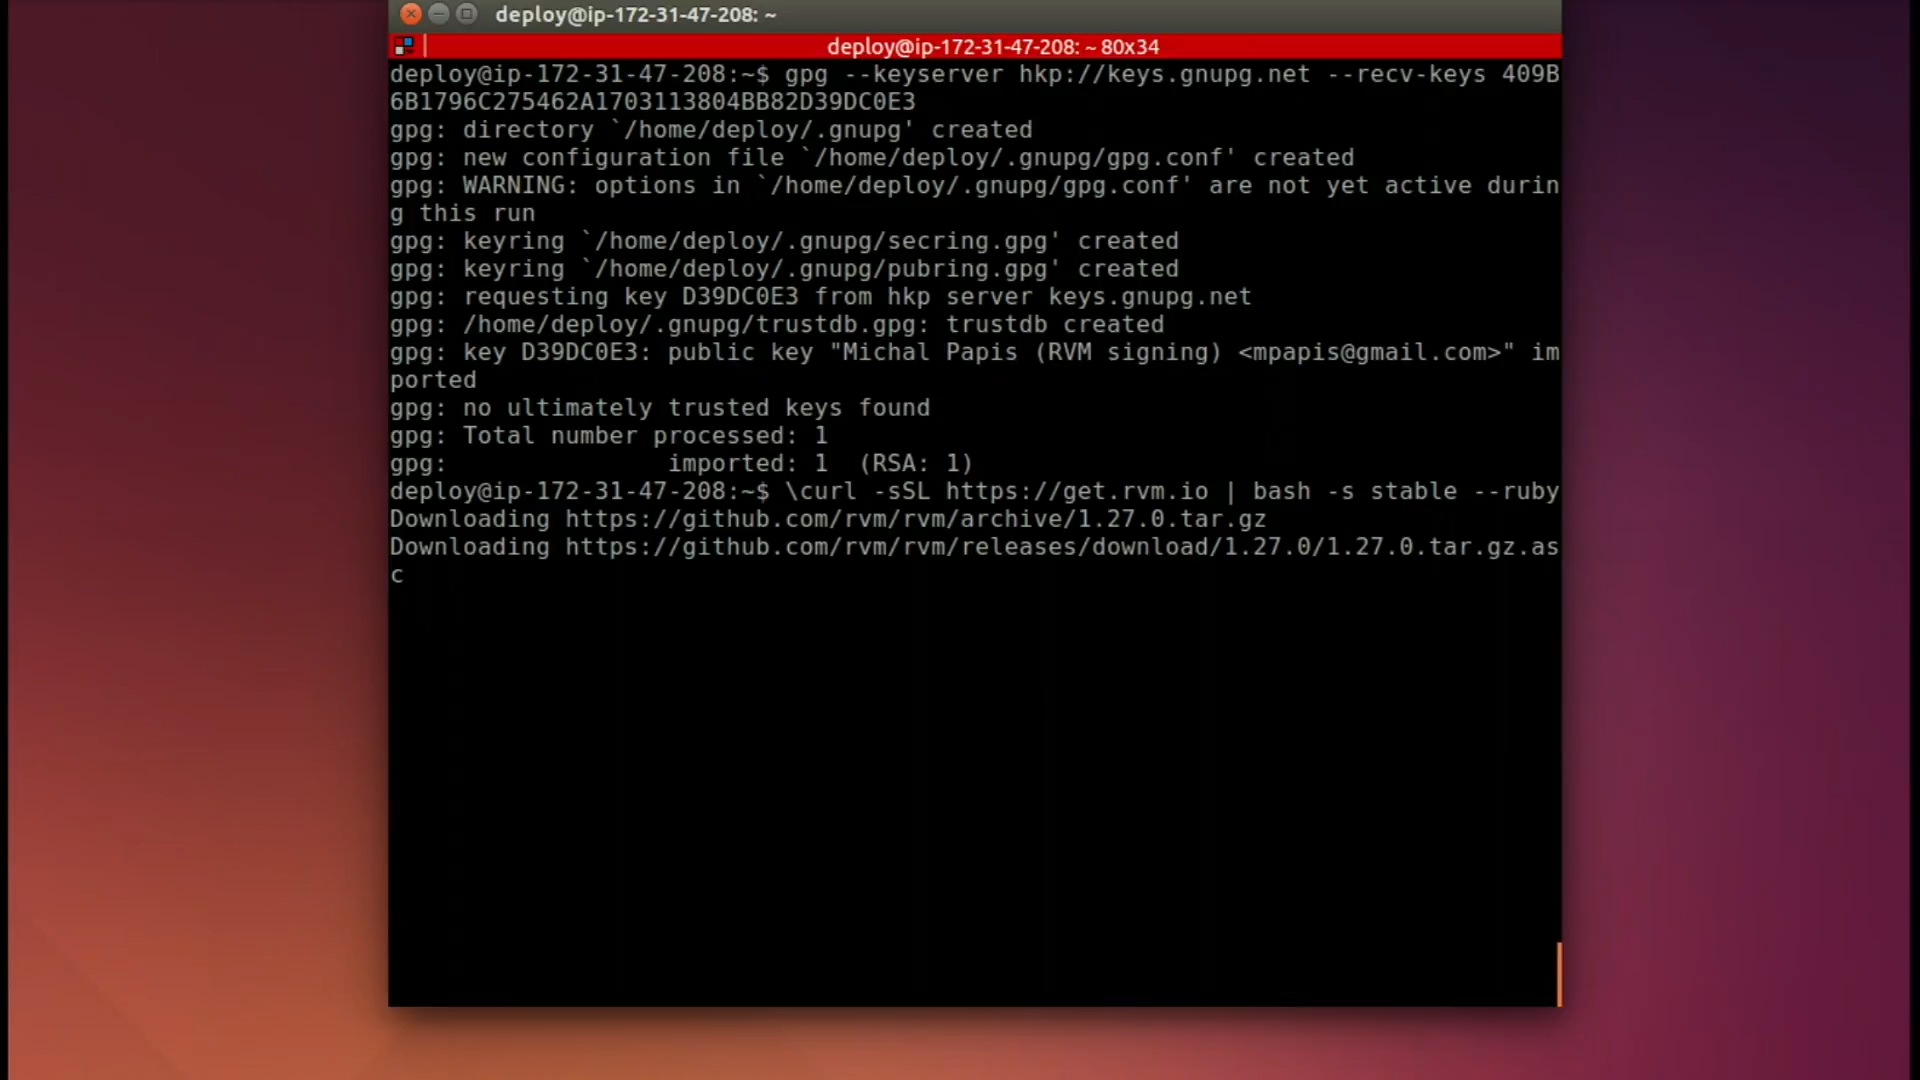 deploy@ip-172-31-47-208: ~
deploy@ip-172-31-47-208: ~ 80x34
deploy@ip-172-31-47-208:~$ gpg --keyserver hkp://keys.gnupg.net --recv-keys 409B
6B1796C275462A1703113804BB82D39DC0E3
gpg: directory `/home/deploy/.gnupg' created
gpg: new configuration file `/home/deploy/.gnupg/gpg.conf' created
gpg: WARNING: options in `/home/deploy/.gnupg/gpg.conf' are not yet active durin
g this run
gpg: keyring `/home/deploy/.gnupg/secring.gpg' created
gpg: keyring `/home/deploy/.gnupg/pubring.gpg' created
gpg: requesting key D39DC0E3 from hkp server keys.gnupg.net
gpg: /home/deploy/.gnupg/trustdb.gpg: trustdb created
gpg: key D39DC0E3: public key "Michal Papis (RVM signing) <mpapis@gmail.com>" im
ported
gpg: no ultimately trusted keys found
gpg: Total number processed: 1
gpg:               imported: 1  (RSA: 1)
deploy@ip-172-31-47-208:~$ \curl -sSL https://get.rvm.io | bash -s stable --ruby
Downloading https://github.com/rvm/rvm/archive/1.27.0.tar.gz
Downloading https://github.com/rvm/rvm/releases/download/1.27.0/1.27.0.tar.gz.as
c